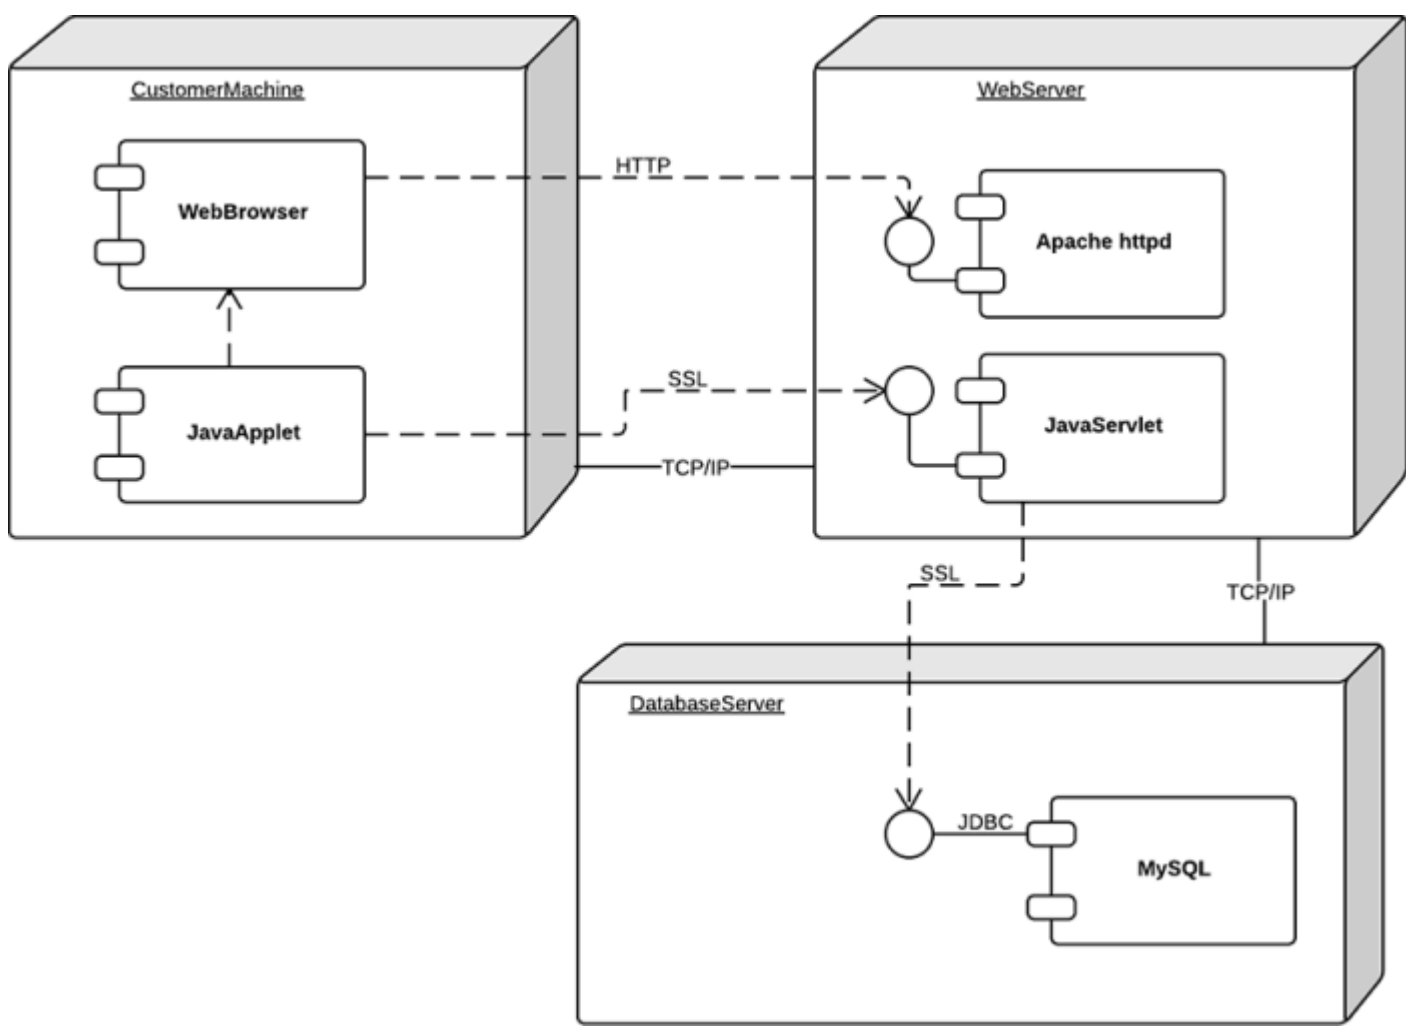 CustomerMachine
WebServer
HTTP
WebBrowser
Apache httpd
SSL
JavaApplet
JavaServlet
TCP/IP
SSL
TCP/IP
DatabaseServer
JDBC
MySQL